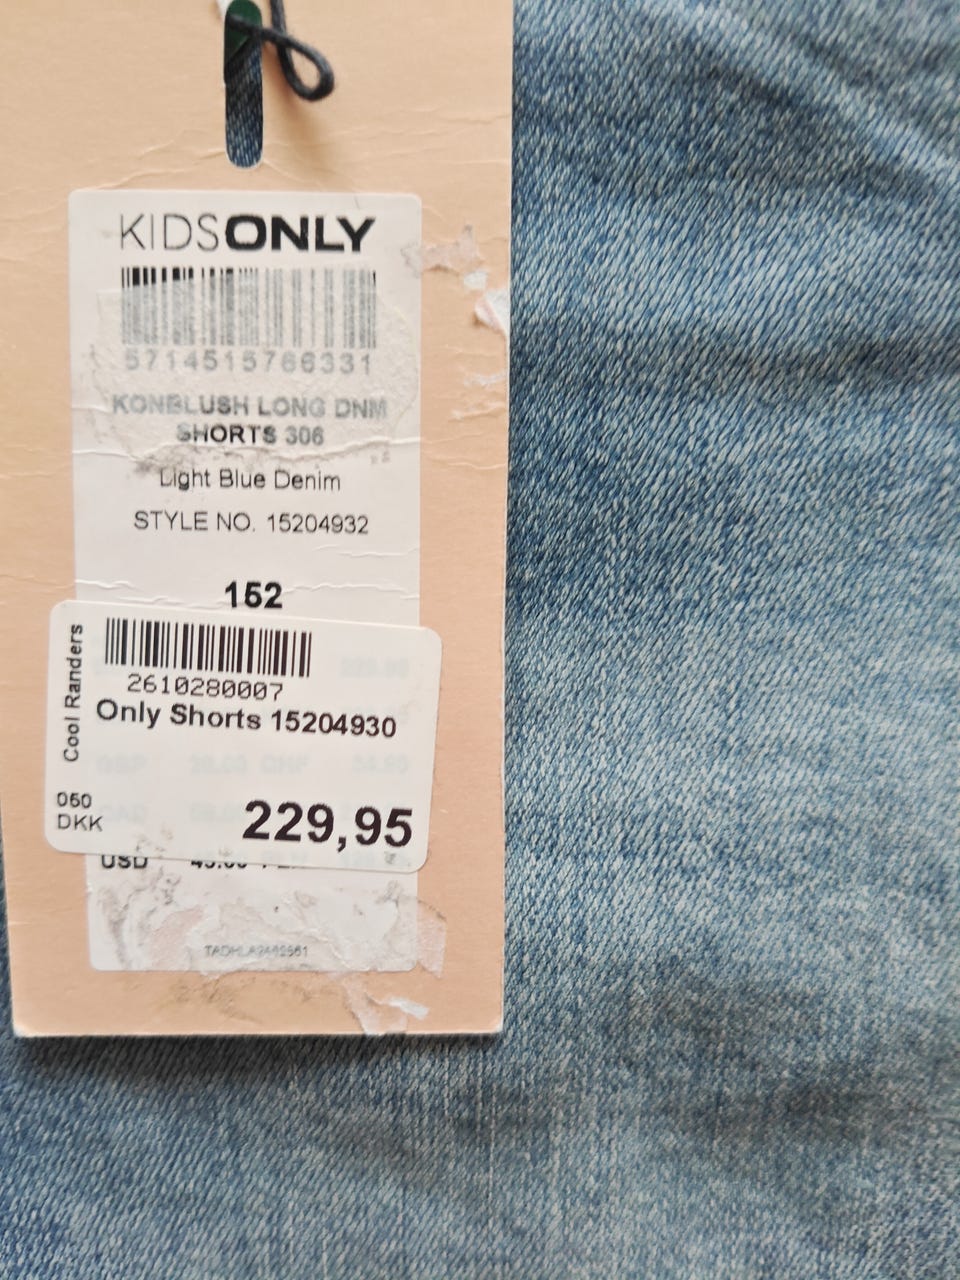 KIDSONLY
5714515766331
KONBLUSH LONG DNM
SHORTS 306
Light Blue Denim
STYLE NO. 15204932
152
Cool Randers
2610280007
Only Shorts 15204930
050
DKK
229,95
USD